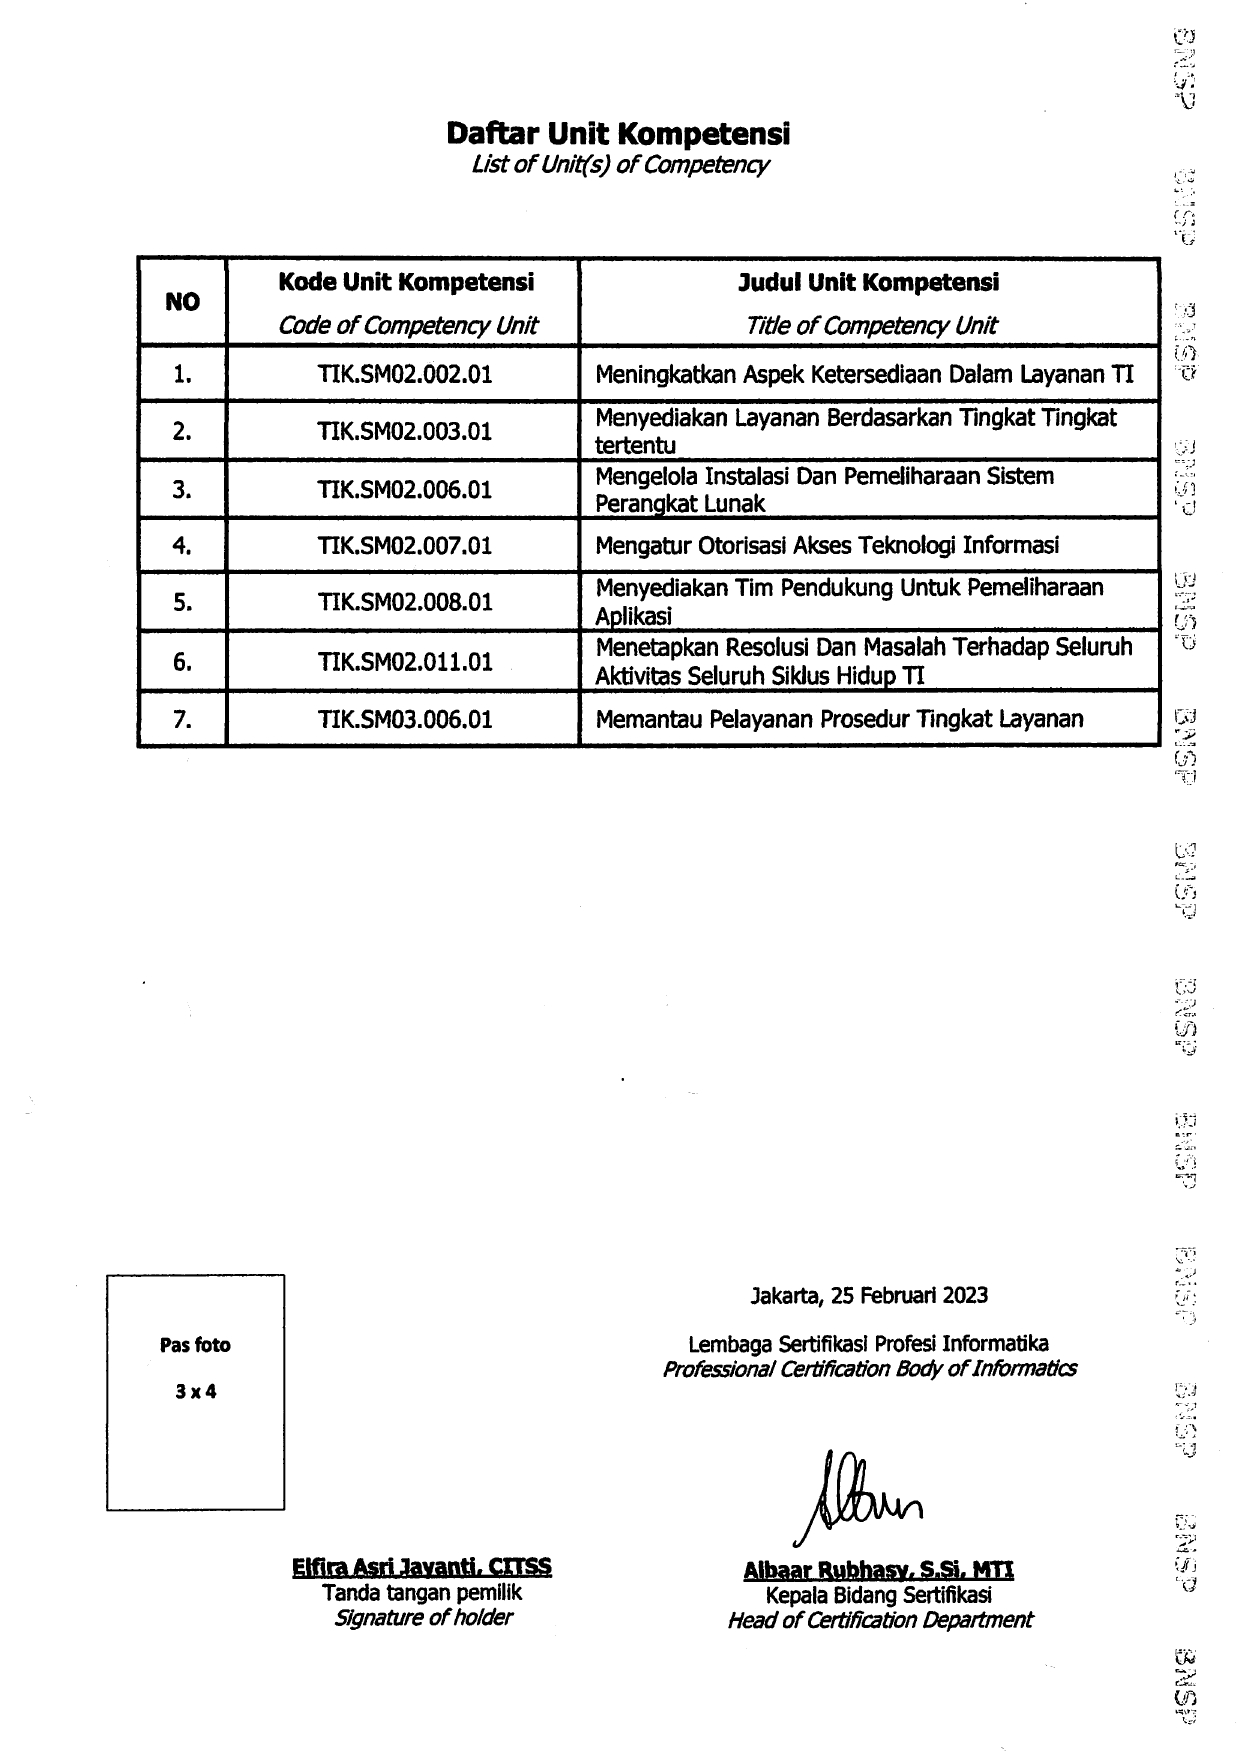 Daftar Unit Kompetensi
List of Unit(s) of Competency
NO
Kode Unit Kompetensi
Code of Competency Unit
Judul Unit Kompetensi
Title of Competency Unit
1. TIK.SM02.002.01 Meningkatkan Aspek Ketersediaan Dalam Layanan TI
2. TIK.SM02.003.01 Menyediakan Layanan Berdasarkan Tingkat Tingkat
tertentu
3. TIK.SM02.006.01 Mengelola Instalasi Dan Pemeliharaan Sistem
Perangkat Lunak
4. TIK.SM02.007.01 Mengatur Otorisasi Akses Teknologi Informasi
5. TIK.SM02.008.01 Menyediakan Tim Pendukung Untuk Pemeliharaan
Aplikasi
6. TIK.SM02.011.01 Menetapkan Resolusi Dan Masalah Terhadap Seluruh
Aktivitas Seluruh Siklus Hidup TI
7. TIK.SM03.006.01 Memantau Pelayanan Prosedur Tingkat Layanan
Jakarta, 25 Februari 2023
Lembaga Sertifikasi Profesi Informatika
Professional Certification Body of Informatics
Pas foto
3 x 4
Elfira Asri Jayanti, CITSS
Tanda tangan pemilik
Signature of holder
Albaar Rubhasy, S.Si, MTI
Kepala Bidang Sertifikasi
Head of Certification Department
BNSP
BNSP
BNSP
BNSP
BNSP
BNSP
BNSP
BNSP
BNSP
BNSP
BNSP
BNSP
BNSP